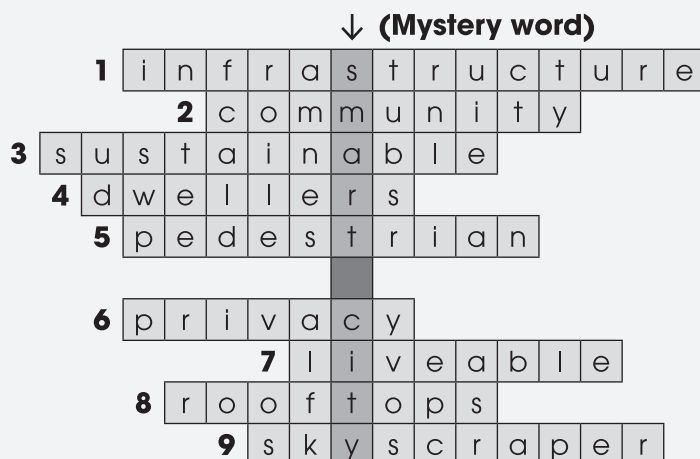 ↓ (Mystery word)
1 infrastructure
2 community
3 sustainable
4 dwellers
5 pedestrian
6 privacy
7 liveable
8 rooftops
9 skyscraper